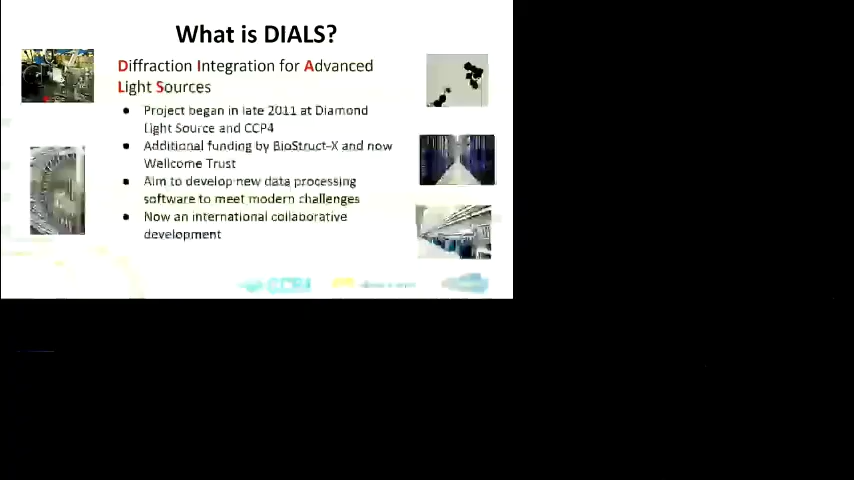 What is DIALS?
Diffraction Integration for Advanced
Light Sources
● Project began in late 2011 at Diamond
Light Source and CCP4
● Additional funding by BioStruct-X and now
Wellcome Trust
● Aim to develop new data processing
software to meet modern challenges
● Now an international collaborative
development
CCP4